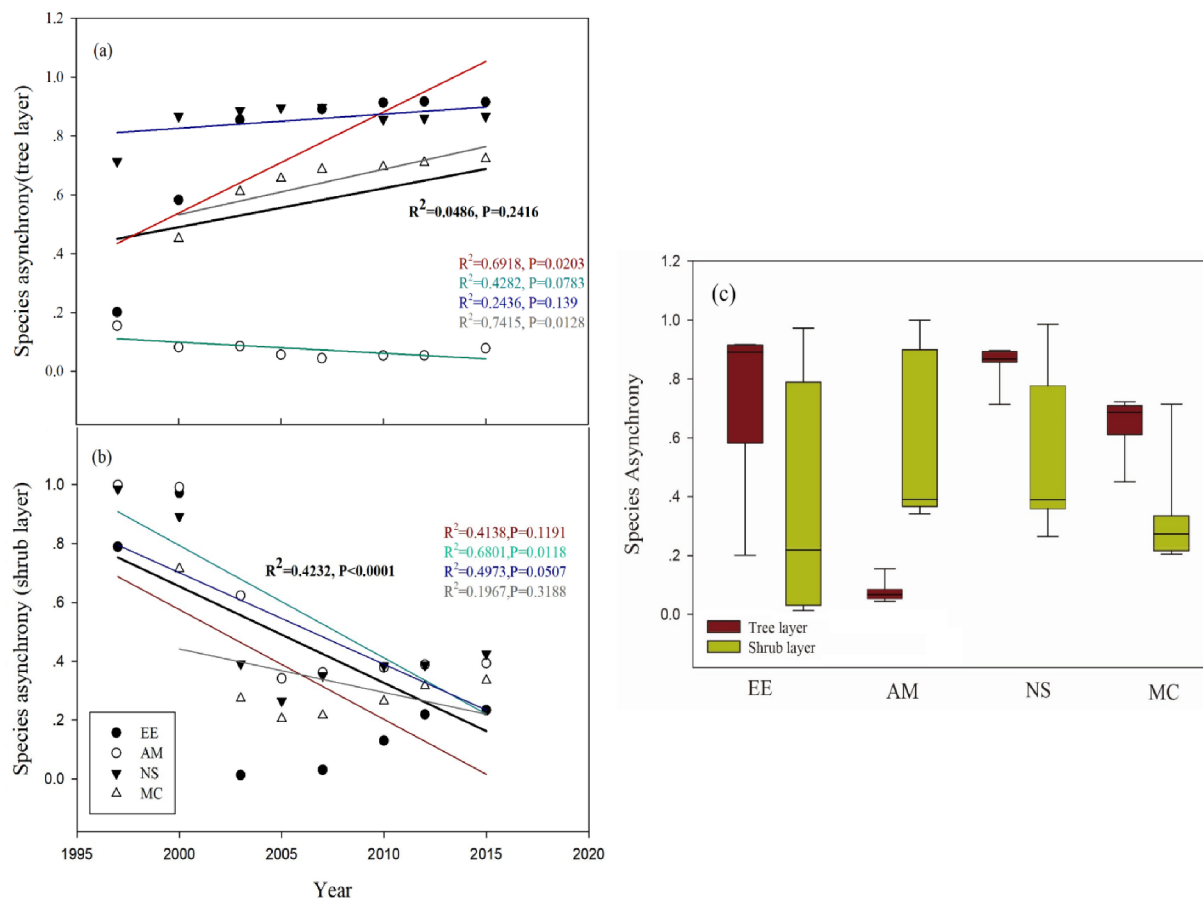 (a)
1.2
1.0
.8
.6
.4
.2
0.0
Species asynchrony(tree layer)
R²=0.0486, P=0.2416
R²=0.6918, P=0.0203
R²=0.4282, P=0.0783
R²=0.2436, P=0.139
R²=0.7415, P=0.0128
(b)
1.0
.8
.6
.4
.2
0.0
Species asynchrony (shrub layer)
R²=0.4232, P<0.0001
R²=0.4138,P=0.1191
R²=0.6801,P=0.0118
R²=0.4973,P=0.0507
R²=0.1967,P=0.3188
EE
AM
NS
MC
1995 2000 2005 2010 2015 2020
Year
(c)
1.2
1.0
.8
.6
.4
.2
0.0
Species Asynchrony
Tree layer
Shrub layer
EE AM NS MC